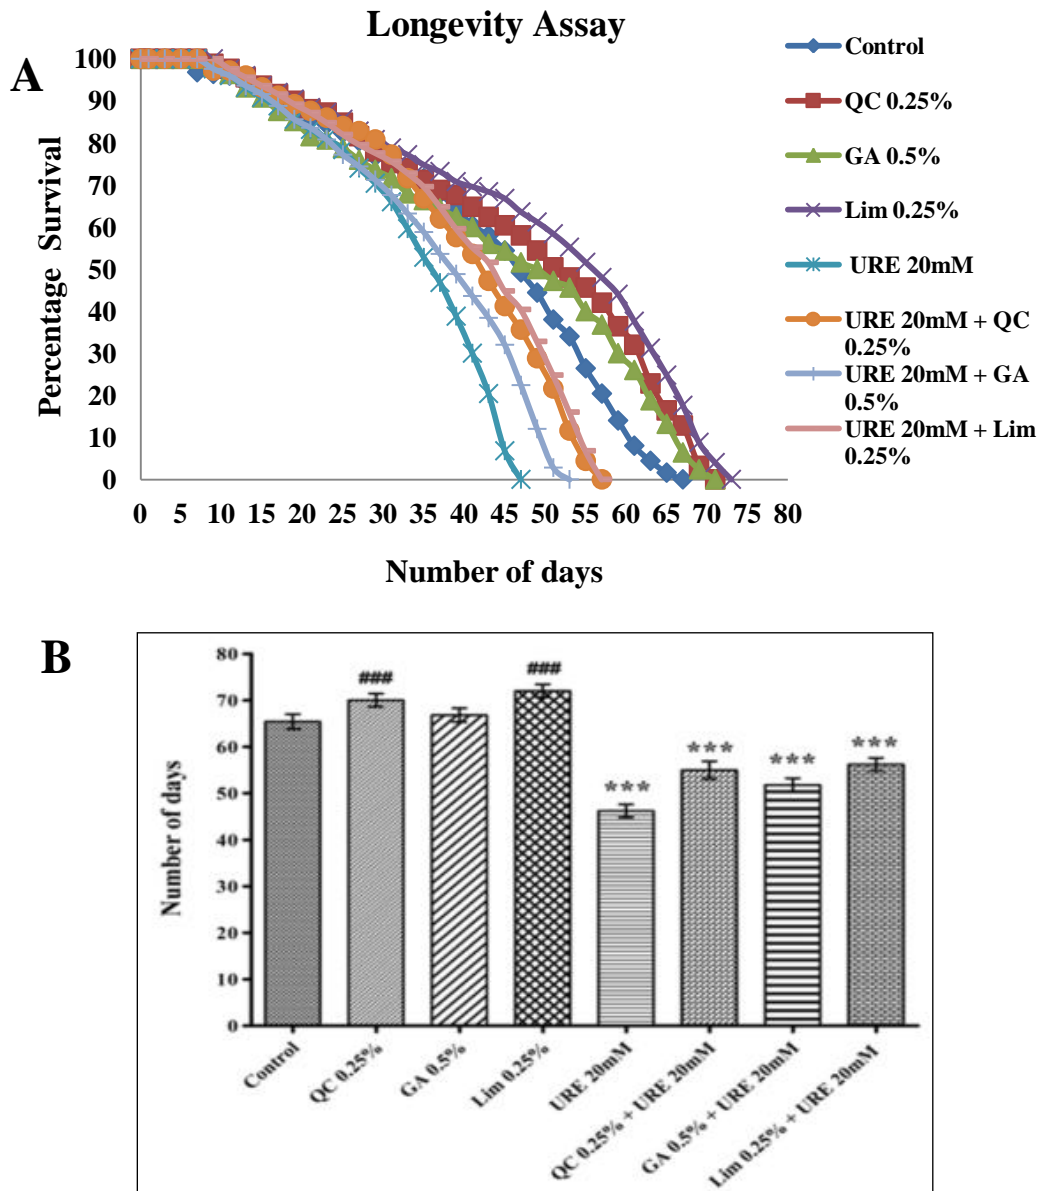 Longevity Assay
A
Percentage Survival
100
90
80
70
60
50
40
30
20
10
0
0 5 10 15 20 25 30 35 40 45 50 55 60 65 70 75 80
Number of days
Control
QC 0.25%
GA 0.5%
Lim 0.25%
URE 20mM
URE 20mM + QC
0.25%
URE 20mM + GA
0.5%
URE 20mM + Lim
0.25%
B
Number of days
80
70
60
50
40
30
20
10
0
###
###
***
***
***
***
Control
QC 0.25%
GA 0.5%
Lim 0.25%
URE 20mM
QC 0.25% + URE 20mM
GA 0.5% + URE 20mM
Lim 0.25% + URE 20mM